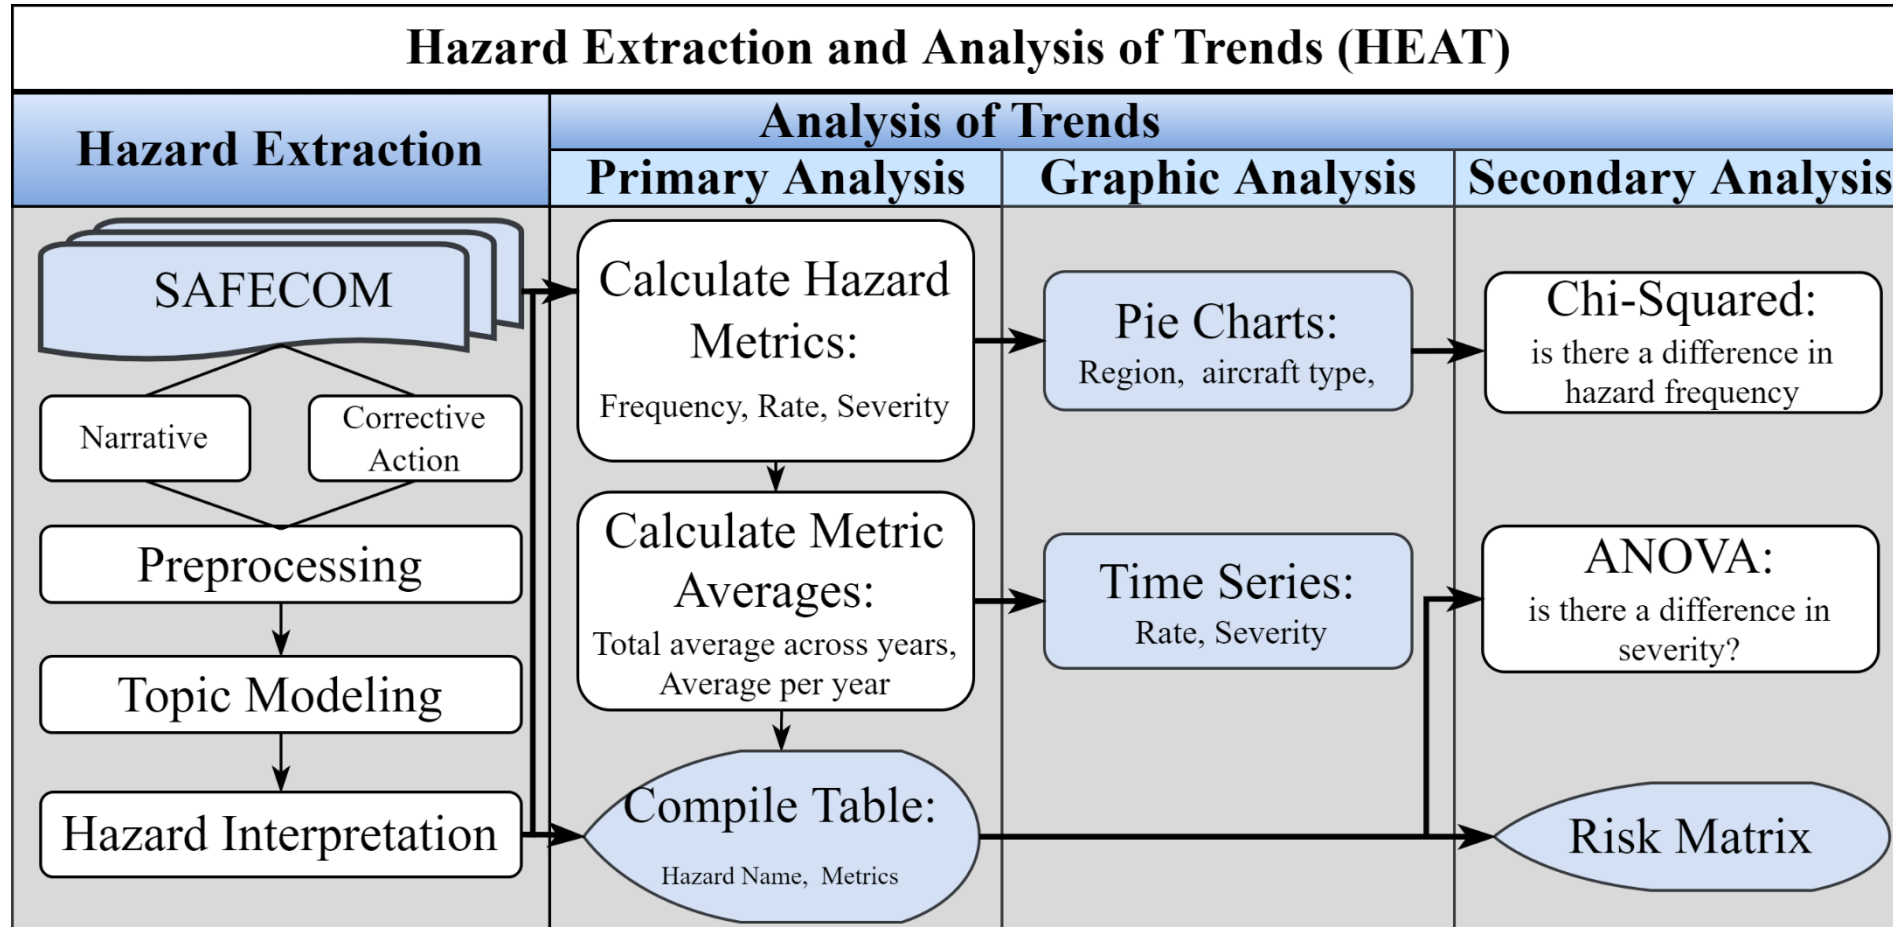 Hazard Extraction and Analysis of Trends (HEAT)
Hazard Extraction
Analysis of Trends
Primary Analysis
Graphic Analysis
Secondary Analysis
SAFECOM
Narrative
Corrective
Action
Preprocessing
Topic Modeling
Hazard Interpretation
Calculate Hazard
Metrics:
Frequency, Rate, Severity
Calculate Metric
Averages:
Total average across years,
Average per year
Compile Table:
Hazard Name, Metrics
Pie Charts:
Region, aircraft type,
Time Series:
Rate, Severity
Chi-Squared:
is there a difference in
hazard frequency
ANOVA:
is there a difference in
severity?
Risk Matrix